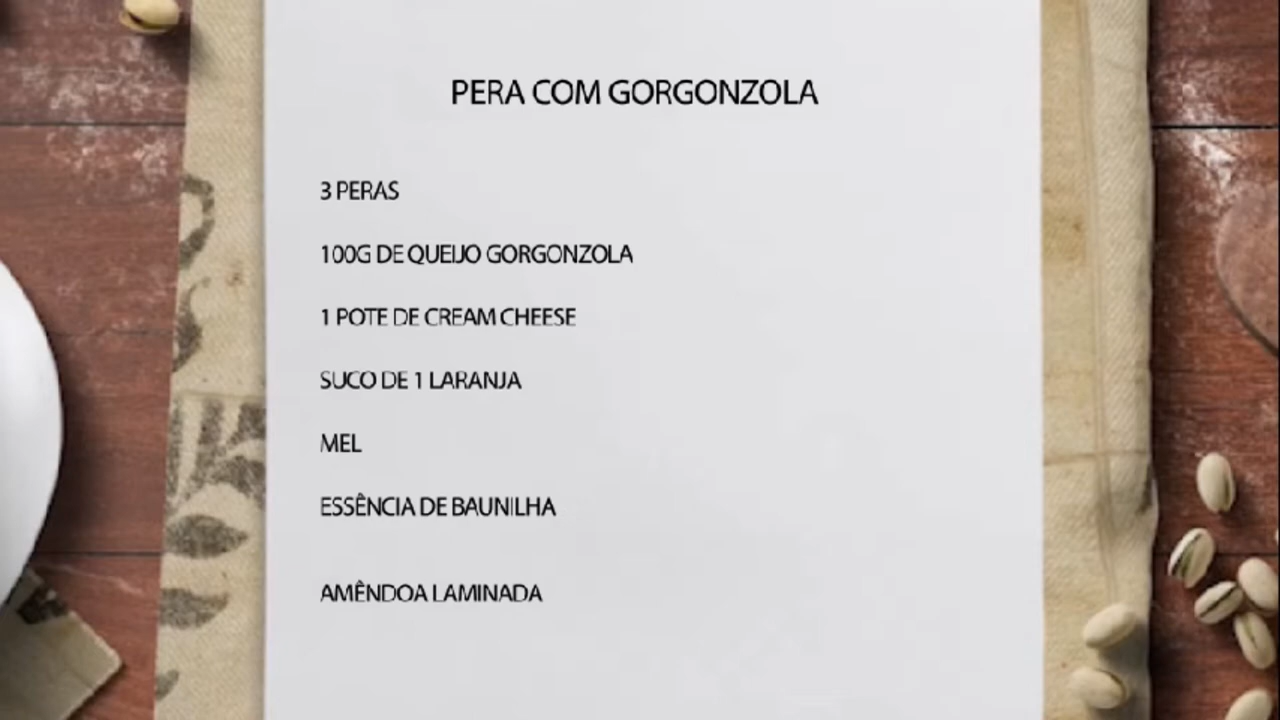 PERA COM GORGONZOLA
3 PERAS
100G DE QUEIJO GORGONZOLA
1 POTE DE CREAM CHEESE
SUCO DE 1 LARANJA
MEL
ESSÊNCIA DE BAUNILHA
AMÊNDOA LAMINADA